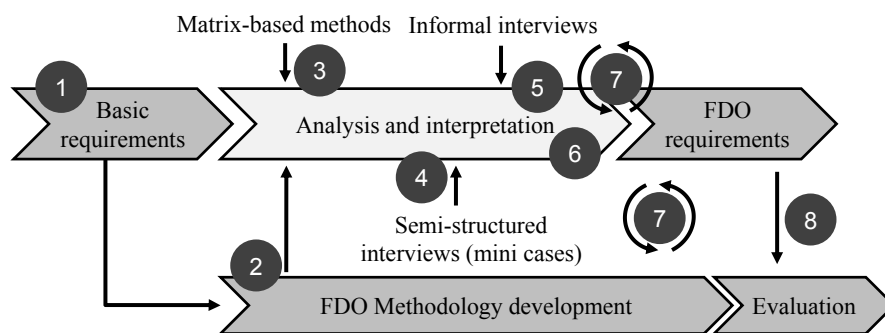 Matrix-based methods
Informal interviews
1
3
5
7
Basic
requirements
Analysis and interpretation
FDO
requirements
6
4
Semi-structured
interviews (mini cases)
7
8
2
FDO Methodology development
Evaluation